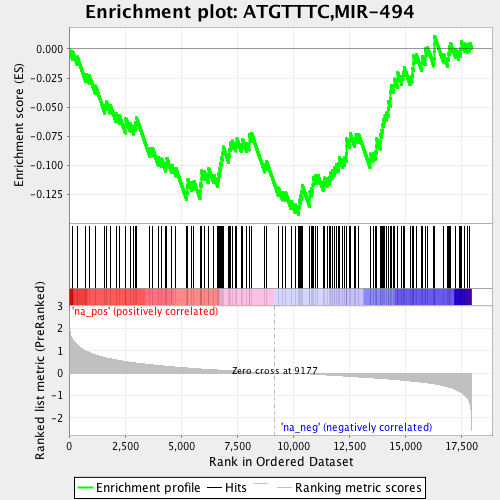 Enrichment plot: ATGTTTC,MIR-494
Enrichment score (ES)
0.000
-0.025
-0.050
-0.075
-0.100
-0.125
'na_pos' (positively correlated)
Ranked list metric (PreRanked)
3
2
1
0
-1
-2
Zero cross at 9177
'na_neg' (negatively correlated)
0
2,500
5,000
7,500
10,000
12,500
15,000
17,500
Rank in Ordered Dataset
Enrichment profile
Hits
Ranking metric scores